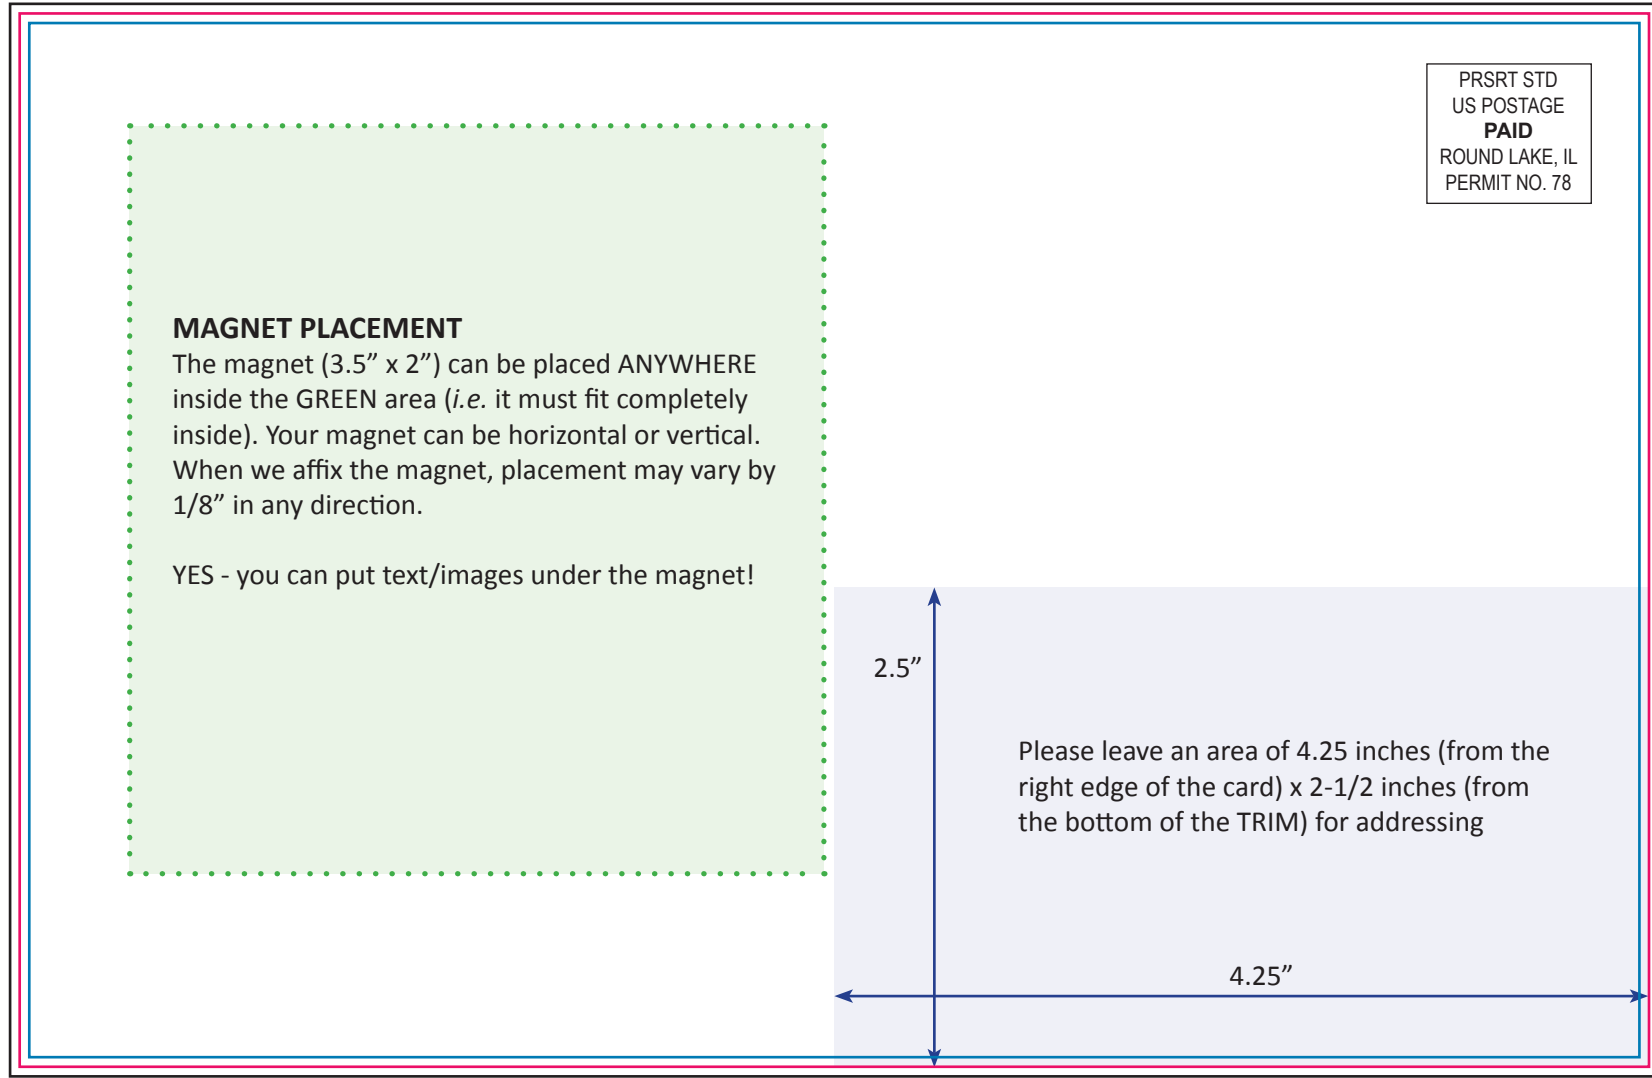 PRSRT STD
US POSTAGE
PAID
ROUND LAKE, IL
PERMIT NO. 78
MAGNET PLACEMENT
The magnet (3.5” x 2”) can be placed ANYWHERE
inside the GREEN area (i.e. it must fit completely
inside). Your magnet can be horizontal or vertical.
When we affix the magnet, placement may vary by
1/8” in any direction.
YES - you can put text/images under the magnet!
2.5”
Please leave an area of 4.25 inches (from the
right edge of the card) x 2-1/2 inches (from
the bottom of the TRIM) for addressing
4.25”